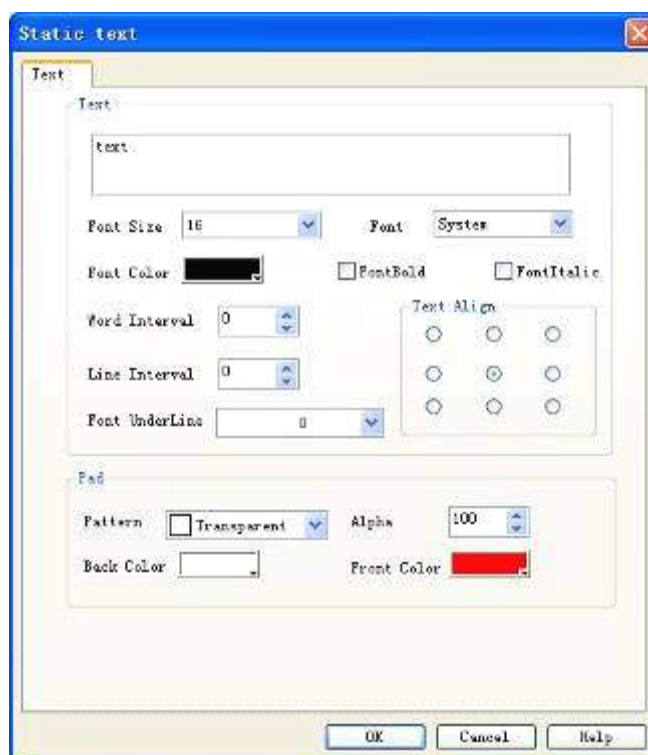 Static text
Text
Text
text
Font Size 16 Font System
Font Color FontBold FontItalic
Word Interval 0 Text Align
Line Interval 0
Font UnderLine 0
Pad
Pattern Transparent Alpha 100
Back Color Front Color
OK Cancel Help